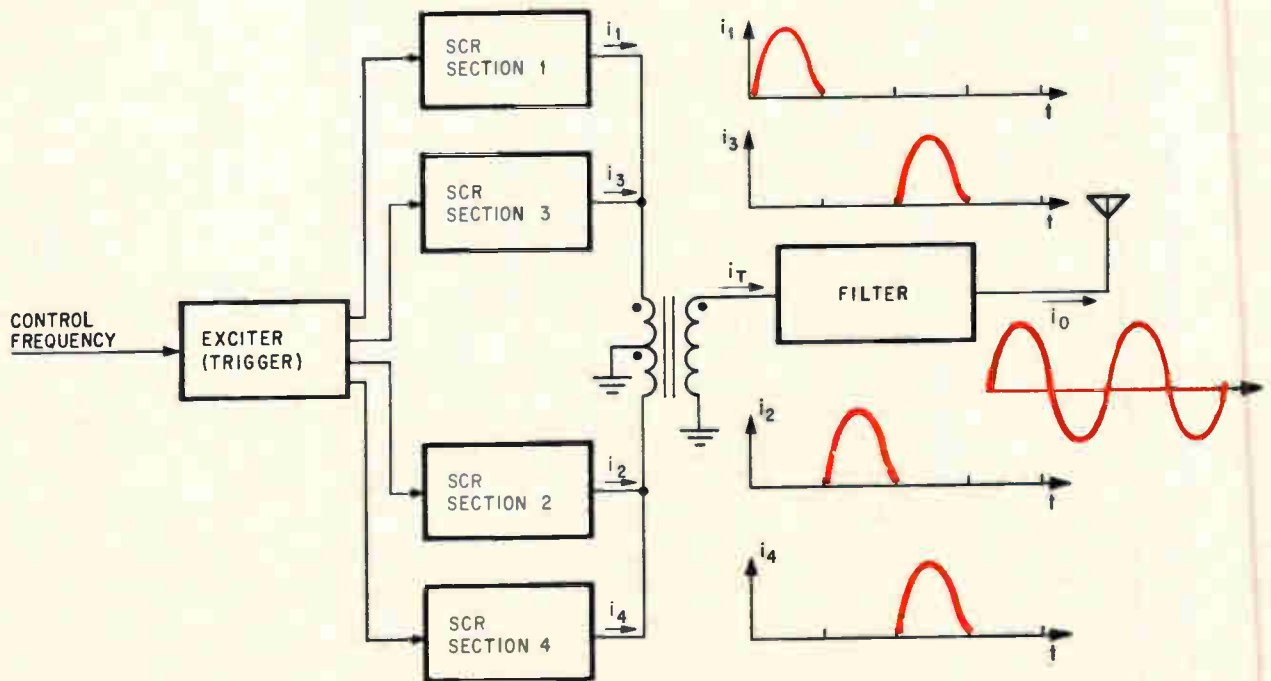 SCR
SECTION 1
i1
i1
t
SCR
SECTION 3
i3
i3
t
CONTROL
FREQUENCY
EXCITER
(TRIGGER)
iT
FILTER
iO
SCR
SECTION 2
i2
i2
t
SCR
SECTION 4
i4
i4
t